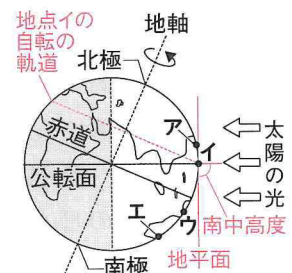 地点イの
自転の
軌道
地軸
北極
赤道
公転面
ア
イ
ウ
エ
太陽の光
南中高度
地平面
南極